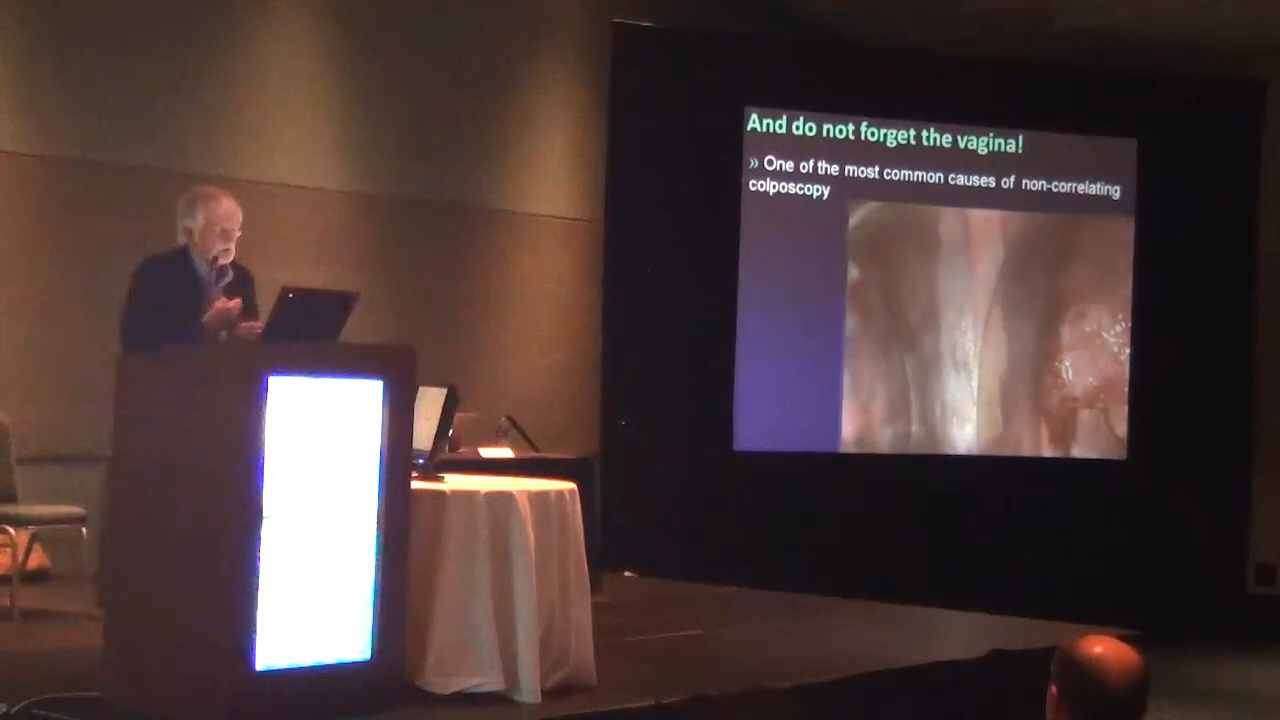 And do not forget the vagina!
» One of the most common causes of non-correlating
colposcopy